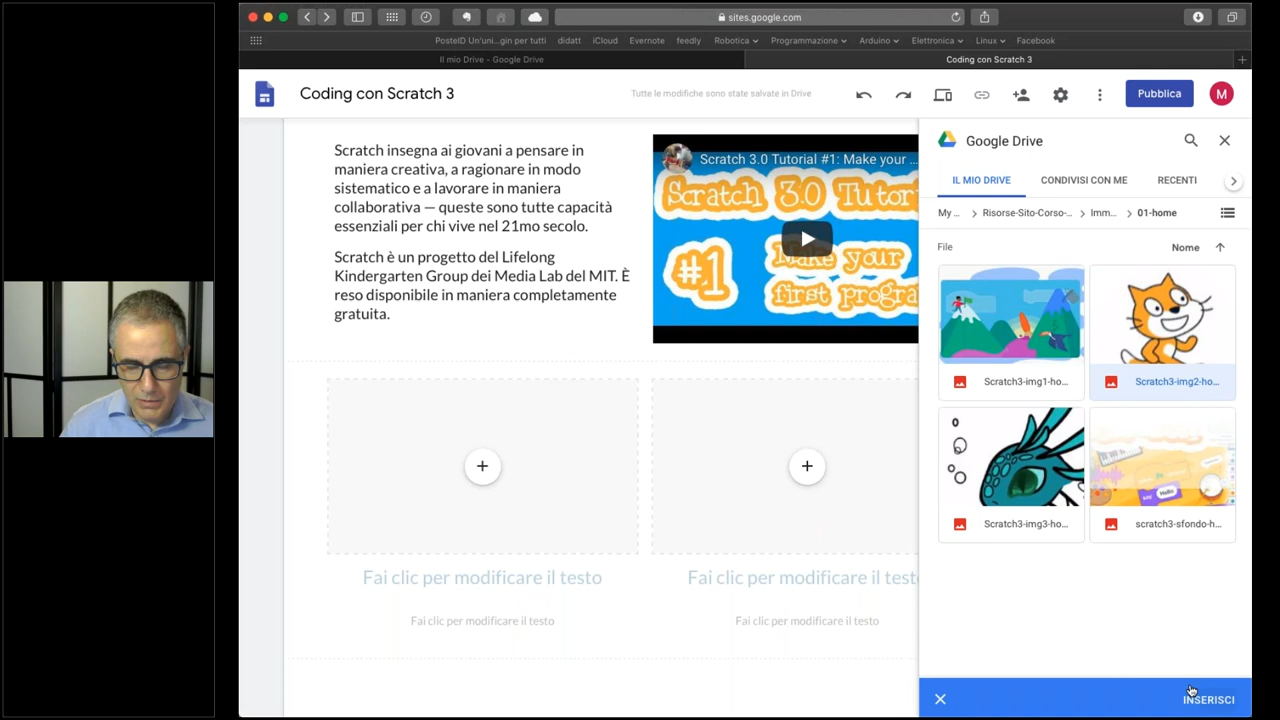 sites.google.com
PosteID Un'uni...gin per tutti didatt iCloud Evernote feedly Robotica Programmazione Arduino Elettronica Linux Facebook
Il mio Drive - Google Drive
Coding con Scratch 3
Coding con Scratch 3
Tutte le modifiche sono state salvate in Drive
Pubblica
M
Scratch insegna ai giovani a pensare in
maniera creativa, a ragionare in modo
sistematico e a lavorare in maniera
collaborativa — queste sono tutte capacità
essenziali per chi vive nel 21mo secolo.
Scratch è un progetto del Lifelong
Kindergarten Group dei Media Lab del MIT. È
reso disponibile in maniera completamente
gratuita.
Scratch 3.0 Tutorial #1: Make your ...
Scratch 3.0 Tutor
#1
Make your
first progra
Fai clic per modificare il testo
Fai clic per modificare il testo
Fai clic per modificare il test
Fai clic per modificare il testo
Google Drive
IL MIO DRIVE CONDIVISI CON ME RECENTI
My ... Risorse-Sito-Corso-... Imm... 01-home
File
Nome
Scratch3-img1-ho...
Scratch3-img2-ho...
Scratch3-img3-ho...
Hello
scratch3-sfondo-h...
INSERISCI